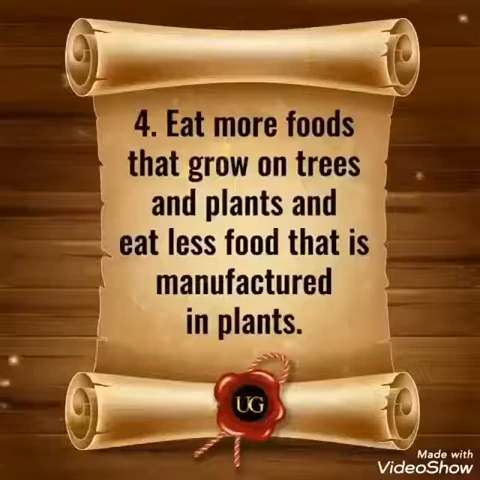 4. Eat more foods
that grow on trees
and plants and
eat less food that is
manufactured
in plants.
UG
Made with
VideoShow